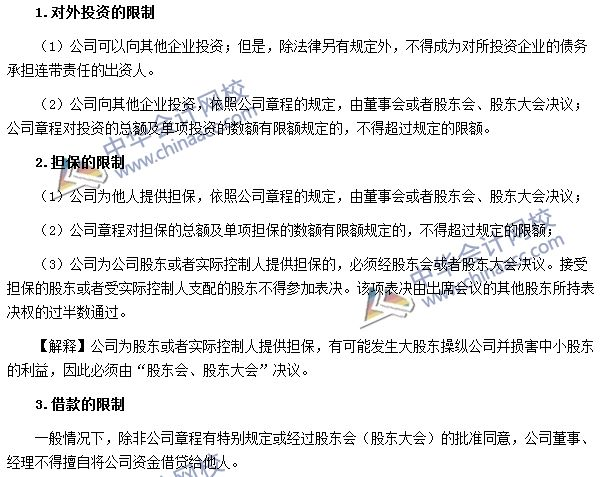 1.对外投资的限制
（1）公司可以向其他企业投资；但是，除法律另有规定外，不得成为对所投资企业的债务
承担连带责任的出资人。
（2）公司向其他企业投资，依照公司章程的规定，由董事会或者股东会、股东大会决议；
公司章程对投资的总额及单项投资的数额有限额规定的，不得超过规定的限额。
2.担保的限制
（1）公司为他人提供担保，依照公司章程的规定，由董事会或者股东会、股东大会决议；
（2）公司章程对担保的总额及单项担保的数额有限额规定的，不得超过规定的限额；
（3）公司为公司股东或者实际控制人提供担保的，必须经股东会或者股东大会决议。接受
担保的股东或者受实际控制人支配的股东不得参加表决。该项表决由出席会议的其他股东所持表
决权的过半数通过。
【解释】公司为股东或者实际控制人提供担保，有可能发生大股东操纵公司并损害中小股东
的利益，因此必须由“股东会、股东大会”决议。
3.借款的限制
一般情况下，除非公司章程有特别规定或经过股东会（股东大会）的批准同意，公司董事、
经理不得擅自将公司资金借贷给他人。
中华会计网校
www.chinaacc.com
中华会计网校
www.chinaacc.com